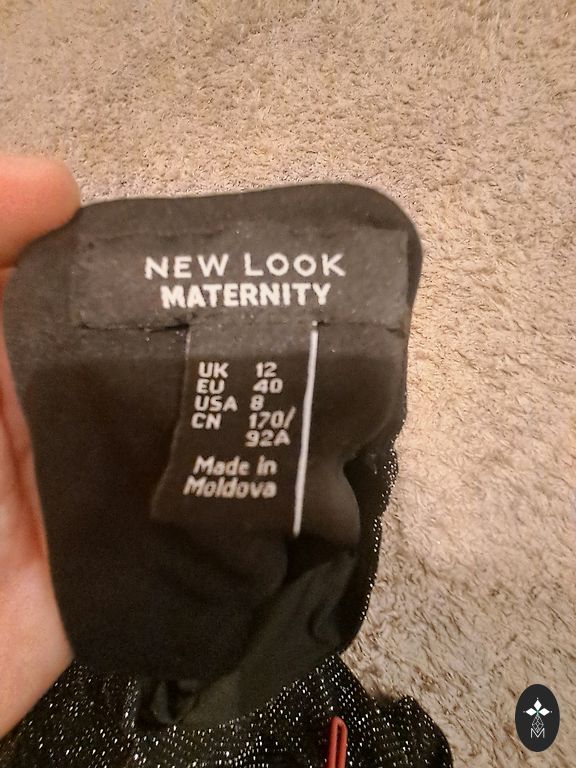 NEW LOOK
MATERNITY
UK 12
EU 40
USA 8
CN 170/
92A
Made in
Moldova
M